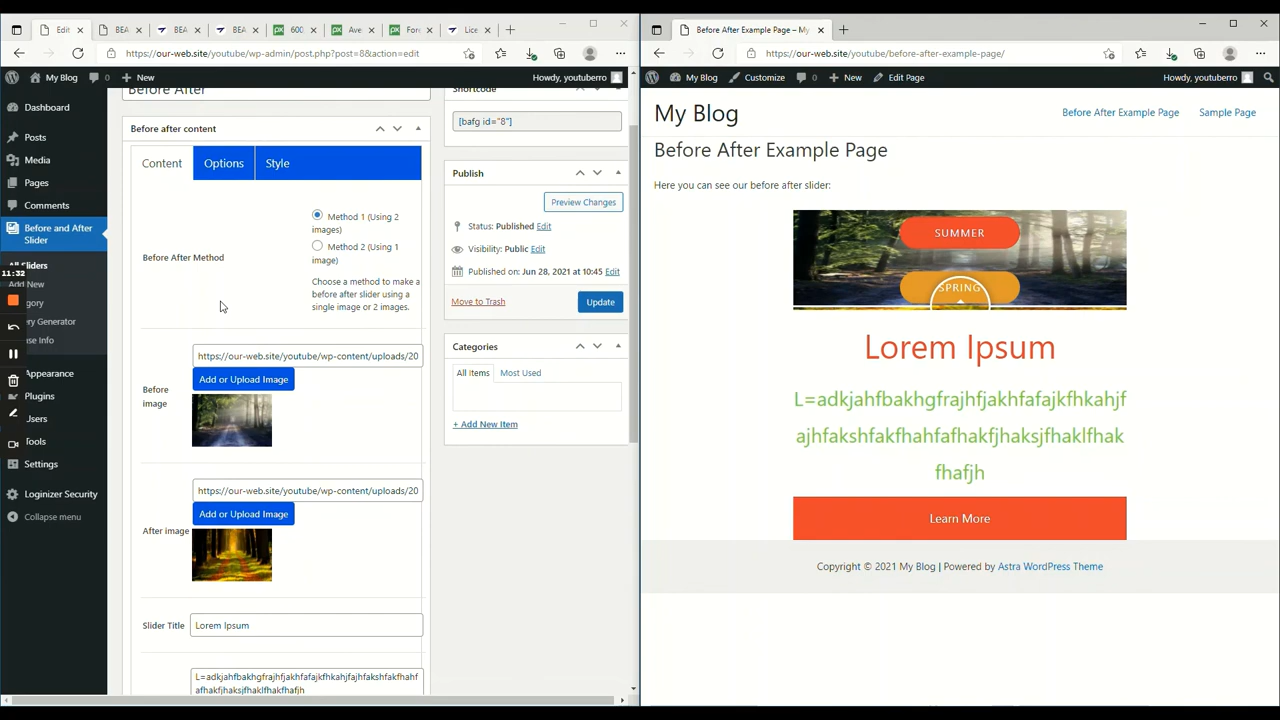 Edit
BEA
BEA
BEA
600
Ave
Ford
Lice
https://our-web.site/youtube/wp-admin/post.php?post=8&action=edit
My Blog
0
New
Howdy, youtuberro
Dashboard
Posts
Media
Pages
Comments
Before and After
Slider
All Sliders
11:32
Add New
gory
ery Generator
nse Info
Appearance
Plugins
Users
Tools
Settings
Loginizer Security
Collapse menu
Before After
Before after content
Content
Options
Style
Before After Method
Method 1 (Using 2
images)
Method 2 (Using 1
image)
Choose a method to make a
before after slider using a
single image or 2 images.
Before
image
https://our-web.site/youtube/wp-content/uploads/20
Add or Upload Image
After image
https://our-web.site/youtube/wp-content/uploads/20
Add or Upload Image
Slider Title
Lorem Ipsum
L=adkjahfbakhgfrajhfjakhfafajkfhkahjfajhfakshfakfhahf
afhakfjhaksjfhaklfhakfhafjh
Shortcode
[bafg id="8"]
Publish
Preview Changes
Status: Published Edit
Visibility: Public Edit
Published on: Jun 28, 2021 at 10:45 Edit
Move to Trash
Update
Categories
All Items
Most Used
+ Add New Item
Before After Example Page – My
https://our-web.site/youtube/before-after-example-page/
My Blog
Customize
0
New
Edit Page
Howdy, youtuberro
My Blog
Before After Example Page
Sample Page
Before After Example Page
Here you can see our before after slider:
SUMMER
SPRING
Lorem Ipsum
L=adkjahfbakhgfrajhfjakhfafajkfhkahjf
ajhfakshfakfhahfafhakfjhaksjfhaklfhak
fhafjh
Learn More
Copyright © 2021 My Blog | Powered by Astra WordPress Theme